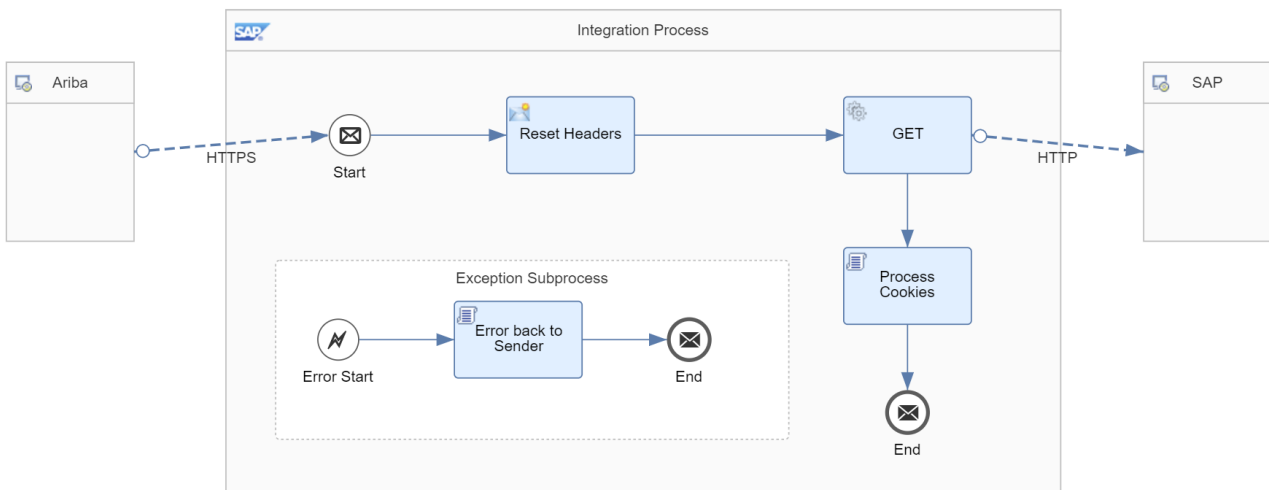 SAP
Integration Process
Ariba
SAP
Reset Headers
GET
HTTPS
HTTP
Start
Process
Cookies
Exception Subprocess
Error back to
Sender
Error Start
End
End